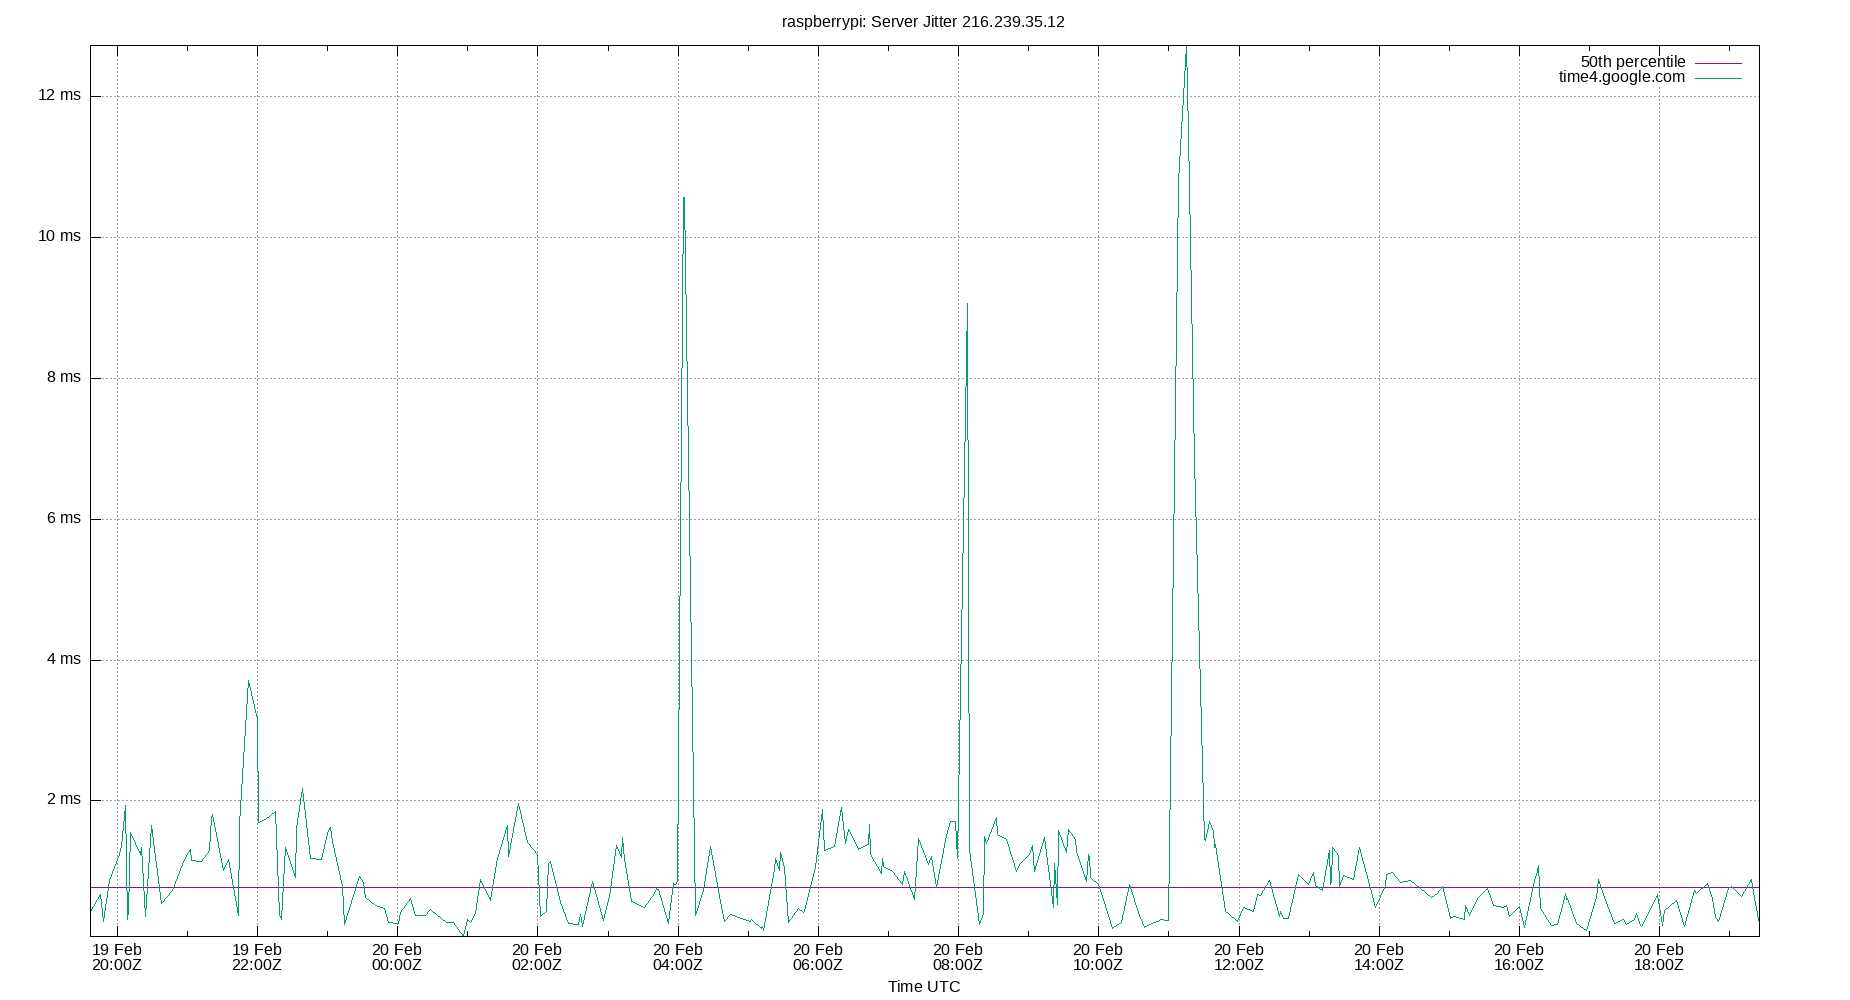 raspberrypi: Server Jitter 216.239.35.12
50th percentile
time4.google.com
12 ms
10 ms
8 ms
6 ms
4 ms
2 ms
19 Feb 19 Feb 20 Feb 20 Feb 20 Feb 20 Feb 20 Feb 20 Feb 20 Feb 20 Feb 20 Feb 20 Feb
20:00Z 22:00Z 00:00Z 02:00Z 04:00Z 06:00Z 08:00Z 10:00Z 12:00Z 14:00Z 16:00Z 18:00Z
Time UTC